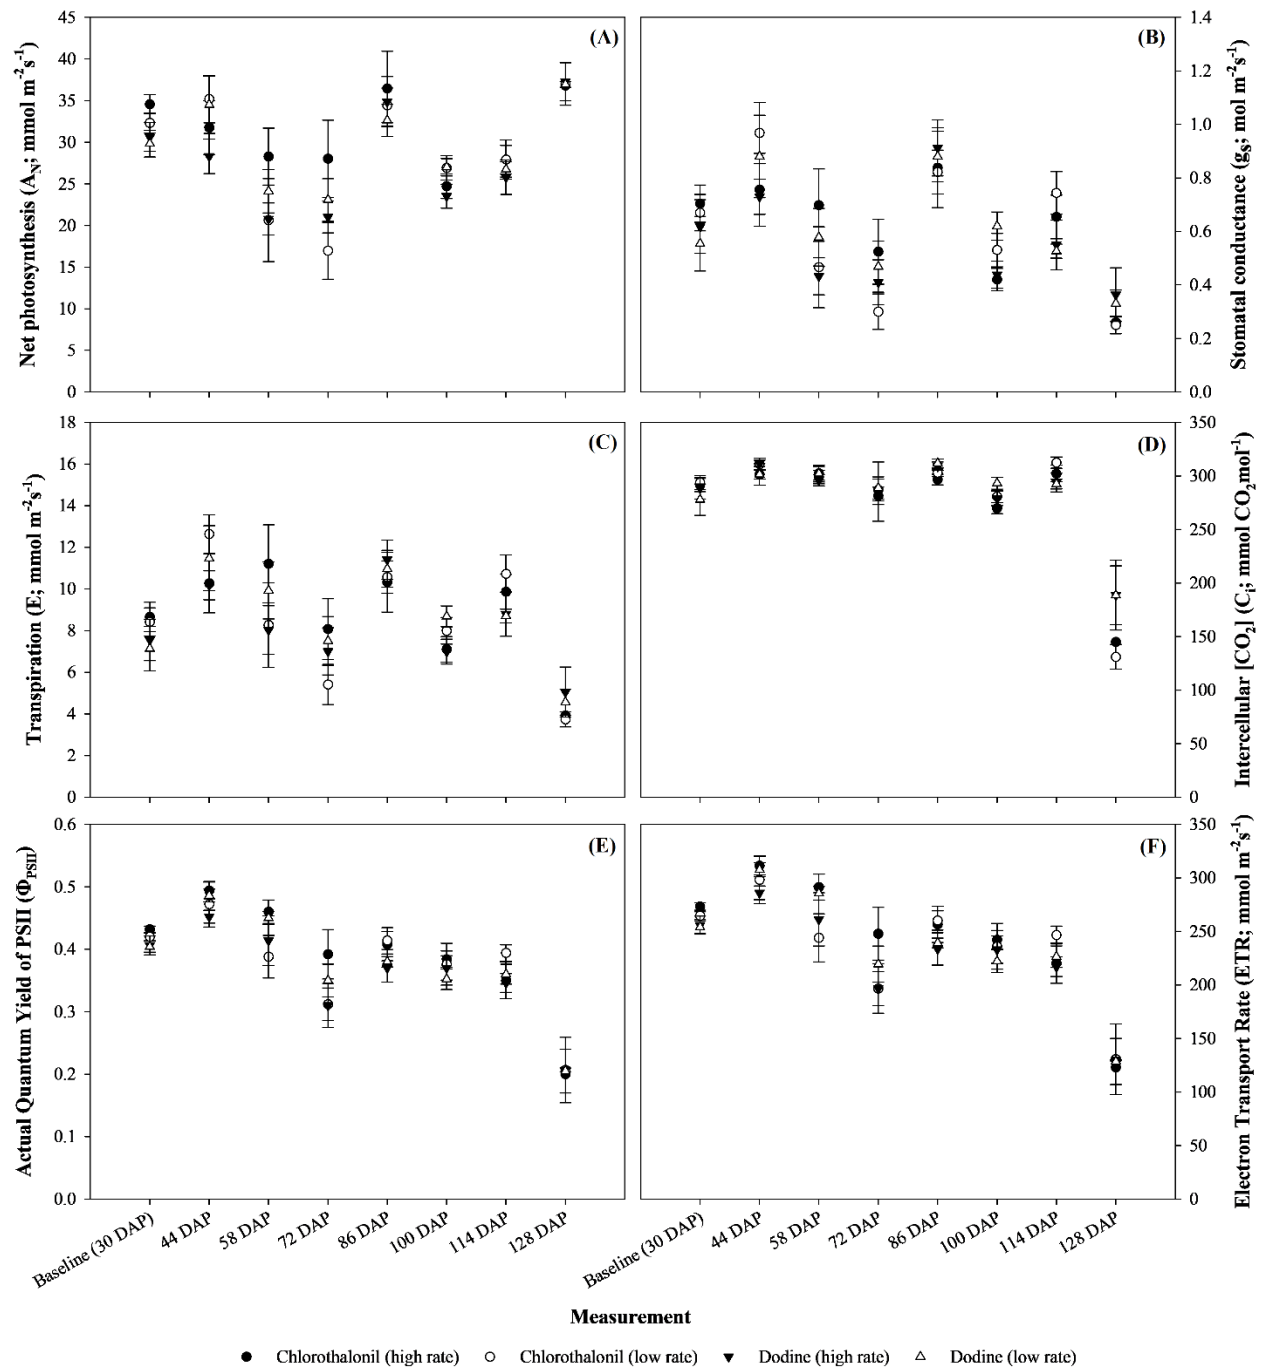 (A)
Net photosynthesis (A_N; mmol m⁻²s⁻¹)
45
40
35
30
25
20
15
10
5
0
(B)
Stomatal conductance (g_S; mol m⁻²s⁻¹)
1.4
1.2
1.0
0.8
0.6
0.4
0.2
0.0
(C)
Transpiration (E; mmol m⁻²s⁻¹)
18
16
14
12
10
8
6
4
2
0
(D)
Intercellular [CO₂] (C_i; mmol CO₂mol⁻¹)
350
300
250
200
150
100
50
0
(E)
Actual Quantum Yield of PSII (Φ_PSII)
0.6
0.5
0.4
0.3
0.2
0.1
0.0
(F)
Electron Transport Rate (ETR; mmol m⁻²s⁻¹)
350
300
250
200
150
100
50
0
Baseline (30 DAP)
44 DAP
58 DAP
72 DAP
86 DAP
100 DAP
114 DAP
128 DAP
Baseline (30 DAP)
44 DAP
58 DAP
72 DAP
86 DAP
100 DAP
114 DAP
128 DAP
Measurement
Chlorothalonil (high rate) Chlorothalonil (low rate) Dodine (high rate) Dodine (low rate)